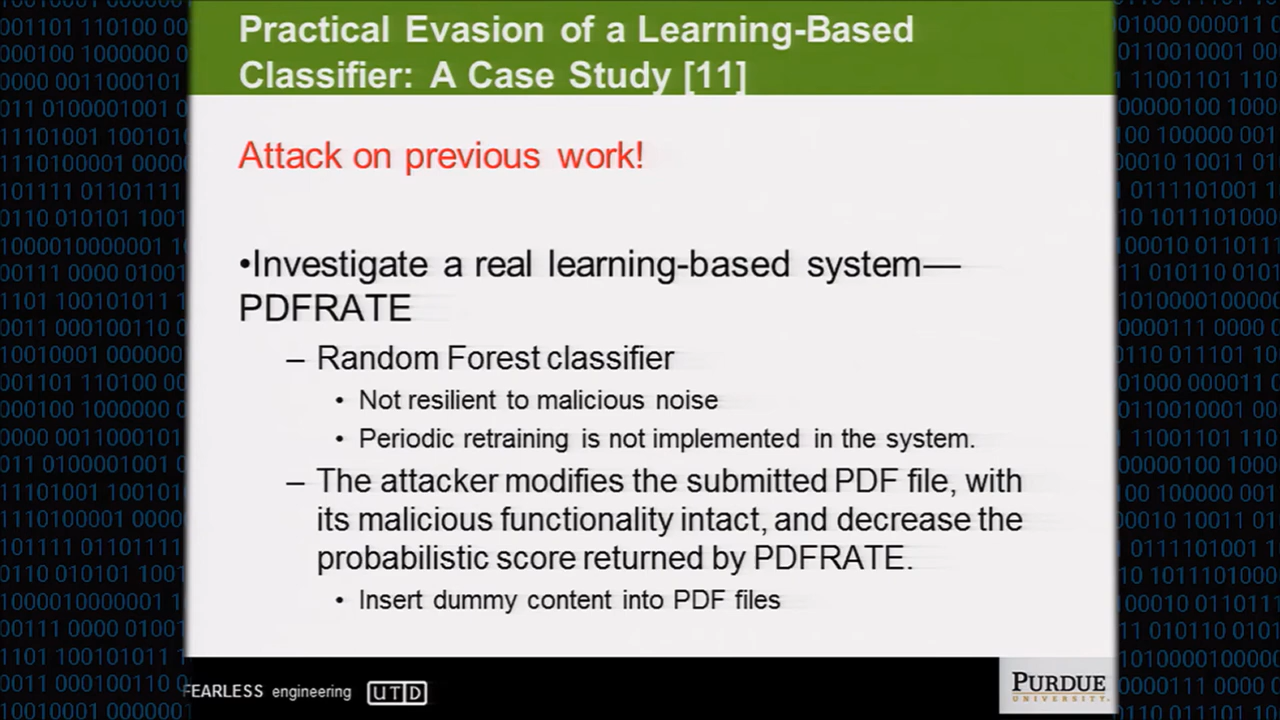 Practical Evasion of a Learning-Based
Classifier: A Case Study [11]
Attack on previous work!
•Investigate a real learning-based system—
PDFRATE
– Random Forest classifier
• Not resilient to malicious noise
• Periodic retraining is not implemented in the system.
– The attacker modifies the submitted PDF file, with
its malicious functionality intact, and decrease the
probabilistic score returned by PDFRATE.
• Insert dummy content into PDF files
FEARLESS engineering UTD
PURDUE
UNIVERSITY